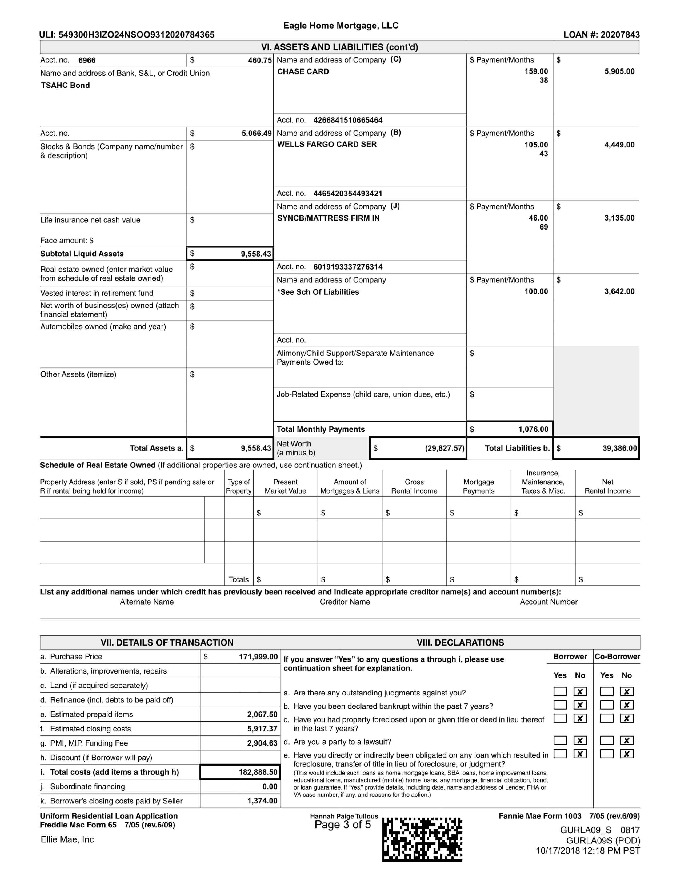 Eagle Home Mortgage, LLC
ULI: 549300H3IZO24NSOO9312020784365
LOAN #: 20207843
VI. ASSETS AND LIABILITIES (cont'd)
Acct. no. 6966 $ 460.75 Name and address of Company (C) $ Payment/Months $
Name and address of Bank, S&L, or Credit Union CHASE CARD 159.00 5,905.00
TSAHC Bond 38
Acct. no. 4266841510665464
Acct. no. $ 5,066.49 Name and address of Company (B) $ Payment/Months $
Stocks & Bonds (Company name/number $ WELLS FARGO CARD SER 105.00 4,449.00
& description) 43
Acct. no. 4465420354493421
Name and address of Company (J) $ Payment/Months $
Life insurance net cash value $ SYNCB/MATTRESS FIRM IN 46.00 3,135.00
69
Face amount: $
Subtotal Liquid Assets $ 9,558.43
Real estate owned (enter market value $ Acct. no. 6019193337276314
from schedule of real estate owned) Name and address of Company $ Payment/Months $
Vested interest in retirement fund $ *See Sch Of Liabilities 100.00 3,642.00
Net worth of business(es) owned (attach $
financial statement)
Automobiles owned (make and year) $
Acct. no.
Alimony/Child Support/Separate Maintenance $
Payments Owed to:
Other Assets (itemize) $
Job-Related Expense (child care, union dues, etc.) $
Total Monthly Payments $ 1,076.00
Total Assets a. $ 9,558.43 Net Worth (a minus b) $ (29,827.57) Total Liabilities b. $ 39,386.00
Schedule of Real Estate Owned (If additional properties are owned, use continuation sheet.)
Property Address (enter S if sold, PS if pending sale or R if rental being held for income) Type of Property Present Market Value Amount of Mortgages & Liens Gross Rental Income Mortgage Payments Insurance, Maintenance, Taxes & Misc. Net Rental Income
$ $ $ $ $ $
Totals $ $ $ $ $ $
List any additional names under which credit has previously been received and indicate appropriate creditor name(s) and account number(s):
Alternate Name Creditor Name Account Number
VII. DETAILS OF TRANSACTION
a. Purchase Price $ 171,999.00
b. Alterations, improvements, repairs
c. Land (if acquired separately)
d. Refinance (incl. debts to be paid off)
e. Estimated prepaid items 2,067.50
f. Estimated closing costs 5,917.37
g. PMI, MIP, Funding Fee 2,904.63
h. Discount (if Borrower will pay)
i. Total costs (add items a through h) 182,888.50
j. Subordinate financing 0.00
k. Borrower's closing costs paid by Seller 1,374.00
VIII. DECLARATIONS
If you answer "Yes" to any questions a through i, please use
continuation sheet for explanation.
Borrower Co-Borrower
Yes No Yes No
a. Are there any outstanding judgments against you? X X
b. Have you been declared bankrupt within the past 7 years? X X
c. Have you had property foreclosed upon or given title or deed in lieu thereof X X
in the last 7 years?
d. Are you a party to a lawsuit? X X
e. Have you directly or indirectly been obligated on any loan which resulted in X X
foreclosure, transfer of title in lieu of foreclosure, or judgment?
(This would include such loans as home mortgage loans, SBA loans, home improvement loans,
educational loans, manufactured (mobile) home loans, any mortgage, financial obligation, bond,
or loan guarantee. If "Yes," provide details, including date, name and address of Lender, FHA or
VA case number, if any, and reasons for the action.)
Uniform Residential Loan Application
Freddie Mac Form 65 7/05 (rev.6/09)
Ellie Mae, Inc
Hannah Paige Tullous
Page 3 of 5
Fannie Mae Form 1003 7/05 (rev.6/09)
GURLA09 S 0817
GURLA09S (POD)
10/17/2018 12:18 PM PST